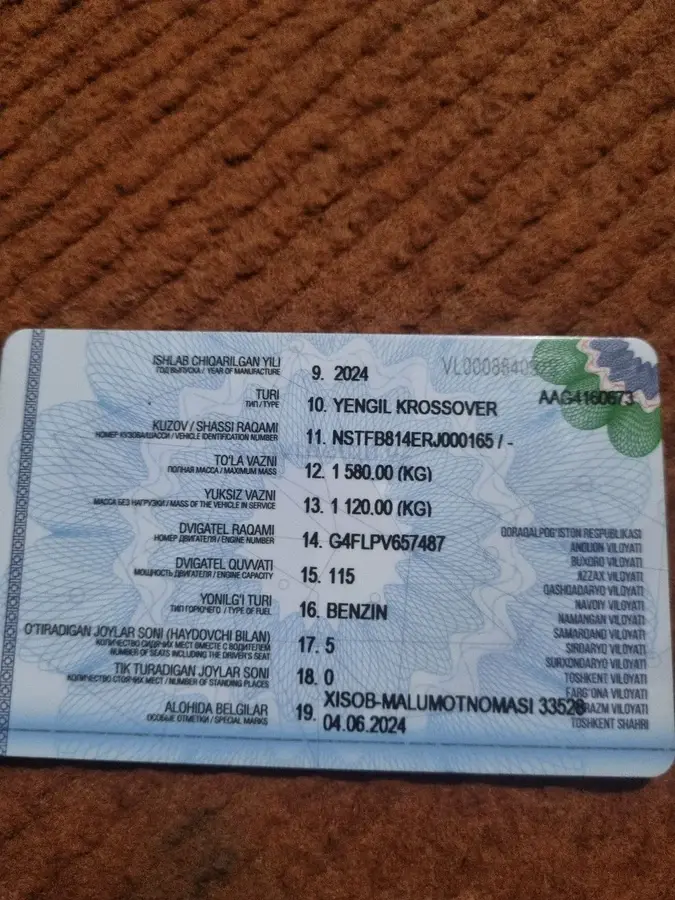 ISHLAB CHIQARILGAN YILI
ГОД ВЫПУСКА / YEAR OF MANUFACTURE
9. 2024
AAG4160673
TURI
ТИП / TYPE
10. YENGIL KROSSOVER
KUZOV / SHASSI RAQAMI
НОМЕР КУЗОВА/ШАССИ / VEHICLE IDENTIFICATION NUMBER
11. NSTFB814ERJ000165 / -
TO'LA VAZNI
ПОЛНАЯ МАССА / MAXIMUM MASS
12. 1 580.00 (KG)
YUKSIZ VAZNI
МАССА БЕЗ НАГРУЗКИ / MASS OF THE VEHICLE IN SERVICE
13. 1 120.00 (KG)
DVIGATEL RAQAMI
НОМЕР ДВИГАТЕЛЯ / ENGINE NUMBER
14. G4FLPV657487
DVIGATEL QUVVATI
МОЩНОСТЬ ДВИГАТЕЛЯ / ENGINE CAPACITY
15. 115
YONILG'I TURI
ТИП ГОРЮЧЕГО / TYPE OF FUEL
16. BENZIN
O'TIRADIGAN JOYLAR SONI (HAYDOVCHI BILAN)
КОЛИЧЕСТВО СИДЯЧИХ МЕСТ ВМЕСТЕ С ВОДИТЕЛЕМ
NUMBER OF SEATS INCLUDING THE DRIVER'S SEAT
17. 5
TIK TURADIGAN JOYLAR SONI
КОЛИЧЕСТВО СТОЯЧИХ МЕСТ / NUMBER OF STANDING PLACES
18. 0
ALOHIDA BELGILAR
ОСОБЫЕ ОТМЕТКИ / SPECIAL MARKS
19. XISOB-MALUMOTNOMASI 33528
04.06.2024
QORAQALPOG'ISTON RESPUBLIKASI
ANDIJON VILOYATI
BUXORO VILOYATI
JIZZAX VILOYATI
QASHQADARYO VILOYATI
NAVOIY VILOYATI
NAMANGAN VILOYATI
SAMARQAND VILOYATI
SIRDARYO VILOYATI
SURXONDARYO VILOYATI
TOSHKENT VILOYATI
FARG'ONA VILOYATI
RAZM VILOYATI
TOSHKENT SHAHRI